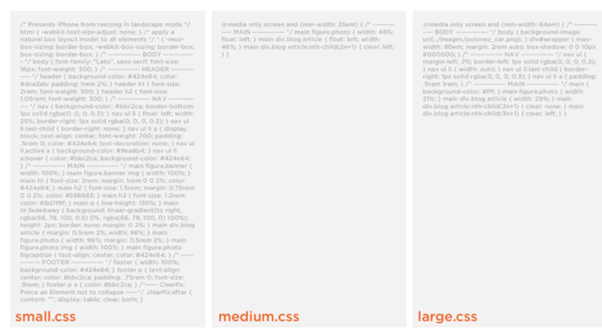 /* Prevents iPhone from resizing in landscape mode */
html { -webkit-text-size-adjust: none; } /* apply a
natural box layout model to all elements */ * { -moz-
box-sizing: border-box; -webkit-box-sizing: border-box;
box-sizing: border-box; } /* ---------- BODY ----------
- */ body { font-family: "Lato", sans-serif; font-size:
16px; font-weight: 300; } /* ---------- HEADER
---------- */ header { background-color: #424e64; color:
#dce2eb; padding: 1rem 2%; } header h1 { font-size:
2rem; font-weight: 300; } header h2 { font-size:
1.05rem; font-weight: 300; } /* ---------- NAV ------
---- */ nav { background-color: #bbc2ca; border-bottom:
1px solid rgba(0, 0, 0, 0.3); } nav ul li { float: left; width:
25%; border-right: 1px solid rgba(0, 0, 0, 0.3); } nav ul
li:last-child { border-right: none; } nav ul li a { display:
block; text-align: center; font-weight: 700; padding:
.5rem 0; color: #424e64; text-decoration: none; } nav ul
li.active a { background-color: #9ea8b4; } nav ul
li:hover { color: #bbc2ca; background-color: #424e64; }
/* ---------- MAIN ---------- */ main figure.banner {
width: 100%; } main figure.banner img { width: 100%; }
main h1 { font-size: 2rem; margin: 1rem 0 0 2%; color:
#424e64; } main h2 { font-size: 1.5rem; margin: 0.75rem
0 0 2%; color: #566683; } main h3 { font-size: 1.2rem;
color: #6d7f9f; } main p { line-height: 130%; } main
hr.fadeAway { background: linear-gradient(to right,
rgba(66, 78, 100, 0.5) 0%, rgba(66, 78, 100, 0) 100%);
height: 2px; border: none; margin: 0 2%; } main div.blog
article { margin: 0.5rem 2%; width: 96%; } main
figure.photo { width: 96%; margin: 0.5rem 2%; } main
figure.photo img { width: 100%; } main figure.photo
figcaption { text-align: center; color: #424e64; } /* ----
------ FOOTER ---------- */ footer { width: 100%;
background-color: #424e64; } footer p { text-align:
center; color: #bbc2ca; padding: .75rem 0; font-size:
.9rem; } footer p a { color: #bbc2ca; } /*---- Clearfix:
Force an Element not to collapse ----*/ .clearfix:after {
content: ""; display: table; clear: both; }
small.css
@media only screen and (min-width: 35em) { /* ------
---- MAIN ---------- */ main figure.photo { width: 46%;
float: left; } main div.blog article { float: left; width:
46%; } main div.blog article:nth-child(2n+1) { clear: left;
} }
medium.css
@media only screen and (min-width: 64em) { /* ------
---- BODY ---------- */ body { background-image:
div#wrapper { max-
width: 80em; margin: 2em auto; box-shadow: 0 0 10px
#000000; } /* ---------- NAV ---------- */ nav ul {
margin-left: 2%; border-left: 1px solid rgba(0, 0, 0, 0.3);
} nav ul li { width: auto; } nav ul li:last-child { border-
right: 1px solid rgba(0, 0, 0, 0.3); } nav ul li a { padding:
.5rem 1rem; } /* ---------- MAIN ---------- */ main {
background-color: #fff; } main figure.photo { width:
21%; } main div.blog article { width: 29%; } main
div.blog article:nth-child(2n+1) { clear: none; } main
div.blog article:nth-child(3n+1) { clear: left; } }
large.css